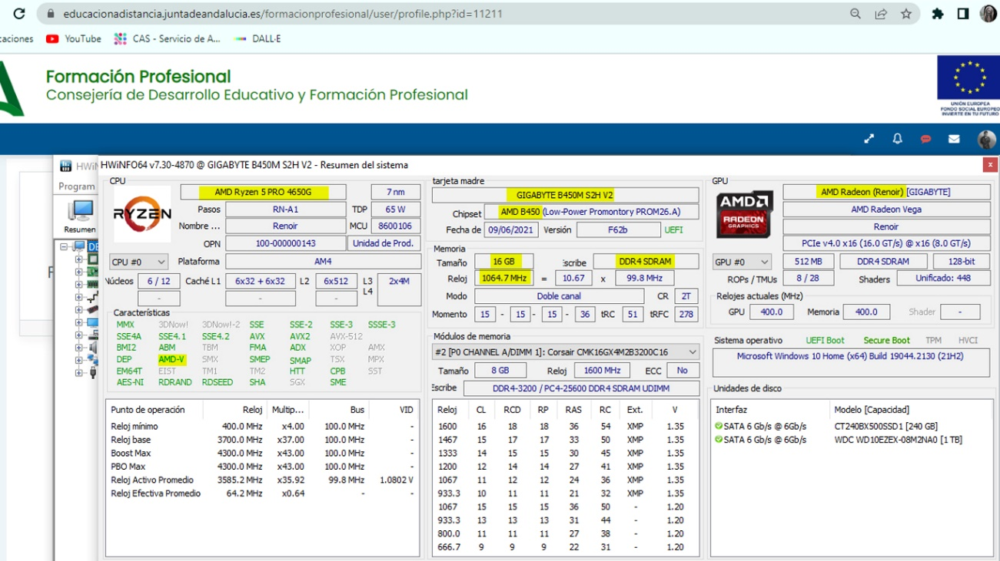 educacionadistancia.juntadeandalucia.es/formacionprofesional/user/profile.php?id=11211
caciones YouTube CAS - Servicio de A... DALL·E
Formación Profesional
Consejería de Desarrollo Educativo y Formación Profesional
UNIÓN EUROPEA
FONDO SOCIAL EUROPEO
INVIERTE EN TU FUTURO
HWiNFO64 v7.30-4870 @ GIGABYTE B450M S2H V2 - Resumen del sistema
HWiN
Program
Resumen
DE
CPU
RYZEN
AMD Ryzen 5 PRO 4650G 7 nm
Pasos RN-A1 TDP 65 W
Nombre ... Renoir MCU 8600106
OPN 100-000000143 Unidad de Prod.
CPU #0 Plataforma AM4
Núcleos 6 / 12 Caché L1 6x32 + 6x32 L2 6x512 L3 2x4M
- - - L4
Características
MMX 3DNow! 3DNow!-2 SSE SSE-2 SSE-3 SSSE-3
SSE4A SSE4.1 SSE4.2 AVX AVX2 AVX-512
BMI2 ABM TBM FMA ADX XOP AMX
DEP AMD-V SMX SMEP SMAP TSX MPX
EM64T EIST TM1 TM2 HTT CPB SST
AES-NI RDRAND RDSEED SHA SGX SME
Punto de operación Reloj Multip... Bus VID
Reloj mínimo 400.0 MHz x4.00 100.0 MHz -
Reloj base 3700.0 MHz x37.00 100.0 MHz -
Boost Max 4300.0 MHz x43.00 100.0 MHz -
PBO Max 4300.0 MHz x43.00 100.0 MHz -
Reloj Activo Promedio 3585.2 MHz x35.92 99.8 MHz 1.0802 V
Reloj Efectiva Promedio 64.2 MHz x0.64 - -
tarjeta madre
GIGABYTE B450M S2H V2
Chipset AMD B450 (Low-Power Promontory PROM26.A)
Fecha de 09/06/2021 Versión F62b UEFI
Memoria
Tamaño 16 GB Escribe DDR4 SDRAM
Reloj 1064.7 MHz = 10.67 x 99.8 MHz
Modo Doble canal CR 2T
Momento 15 - 15 - 15 - 36 tRC 51 tRFC 278
Módulos de memoria
#2 [P0 CHANNEL A/DIMM 1]: Corsair CMK16GX4M2B3200C16
Tamaño 8 GB Reloj 1600 MHz ECC No
Escribe DDR4-3200 / PC4-25600 DDR4 SDRAM UDIMM
Reloj CL RCD RP RAS RC Ext. V
1600 16 18 18 36 54 XMP 1.35
1467 15 17 17 33 50 XMP 1.35
1333 14 15 15 30 45 XMP 1.35
1200 12 14 14 27 41 XMP 1.35
1067 11 12 12 24 36 XMP 1.35
933.3 10 11 11 21 32 XMP 1.35
1067 15 15 15 36 50 - 1.20
933.3 13 13 13 31 44 - 1.20
800.0 11 11 11 27 38 - 1.20
666.7 9 9 9 22 31 - 1.20
GPU
AMD
RADEON
GRAPHICS
AMD Radeon (Renoir) [GIGABYTE]
AMD Radeon Vega
Renoir
PCIe v4.0 x16 (16.0 GT/s) @ x16 (8.0 GT/s)
GPU #0 512 MB DDR4 SDRAM 128-bit
ROPs / TMUs 8 / 28 Shaders Unificado: 448
Relojes actuales (MHz)
GPU 400.0 Memoria 400.0 Shader -
Sistema operativo UEFI Boot Secure Boot TPM HVCI
Microsoft Windows 10 Home (x64) Build 19044.2130 (21H2)
Unidades de disco
Interfaz Modelo [Capacidad]
SATA 6 Gb/s @ 6Gb/s CT240BX500SSD1 [240 GB]
SATA 6 Gb/s @ 6Gb/s WDC WD10EZEX-08M2NA0 [1 TB]